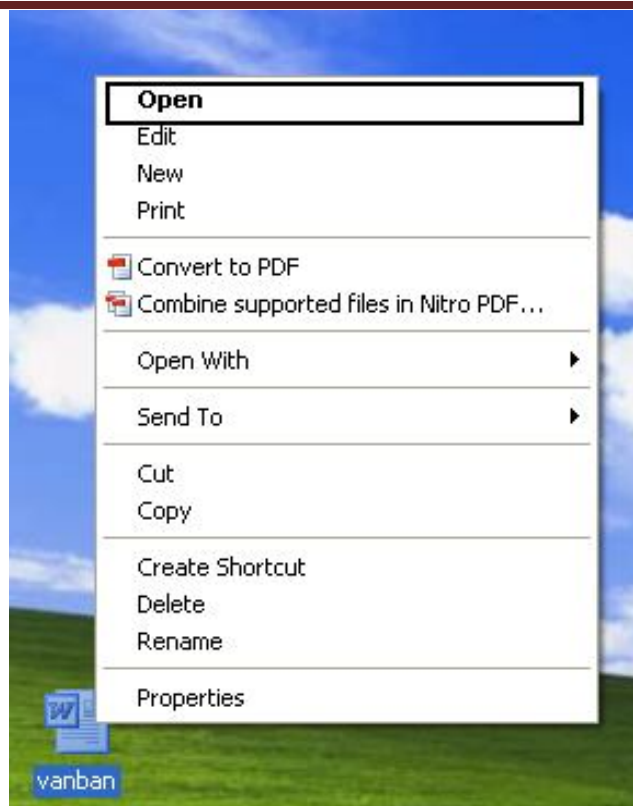 Open
Edit
New
Print
Convert to PDF
Combine supported files in Nitro PDF...
Open With
Send To
Cut
Copy
Create Shortcut
Delete
Rename
Properties
W
vanban